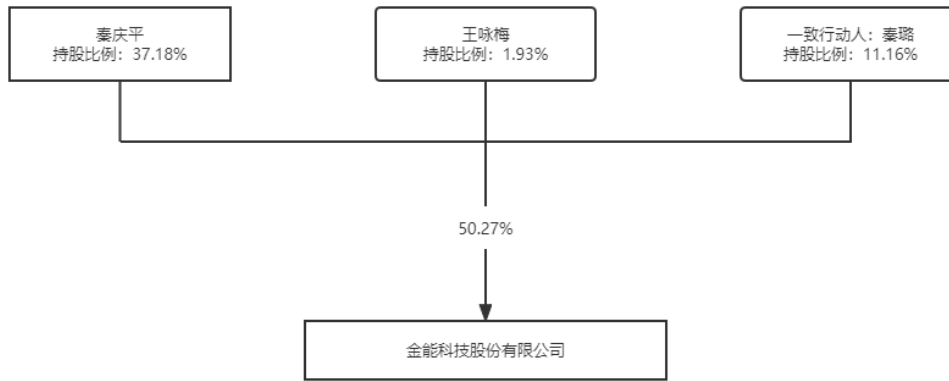 秦庆平
持股比例：37.18%
王咏梅
持股比例：1.93%
一致行动人：秦璐
持股比例：11.16%
50.27%
金能科技股份有限公司